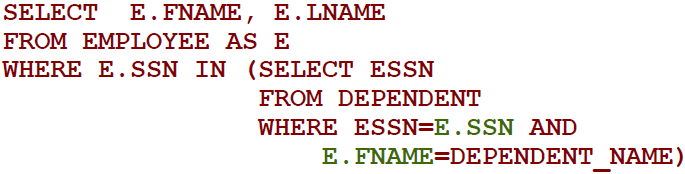 SELECT  E.FNAME, E.LNAME
FROM EMPLOYEE AS E
WHERE E.SSN IN (SELECT ESSN
                FROM DEPENDENT
                WHERE ESSN=E.SSN AND
                    E.FNAME=DEPENDENT_NAME)